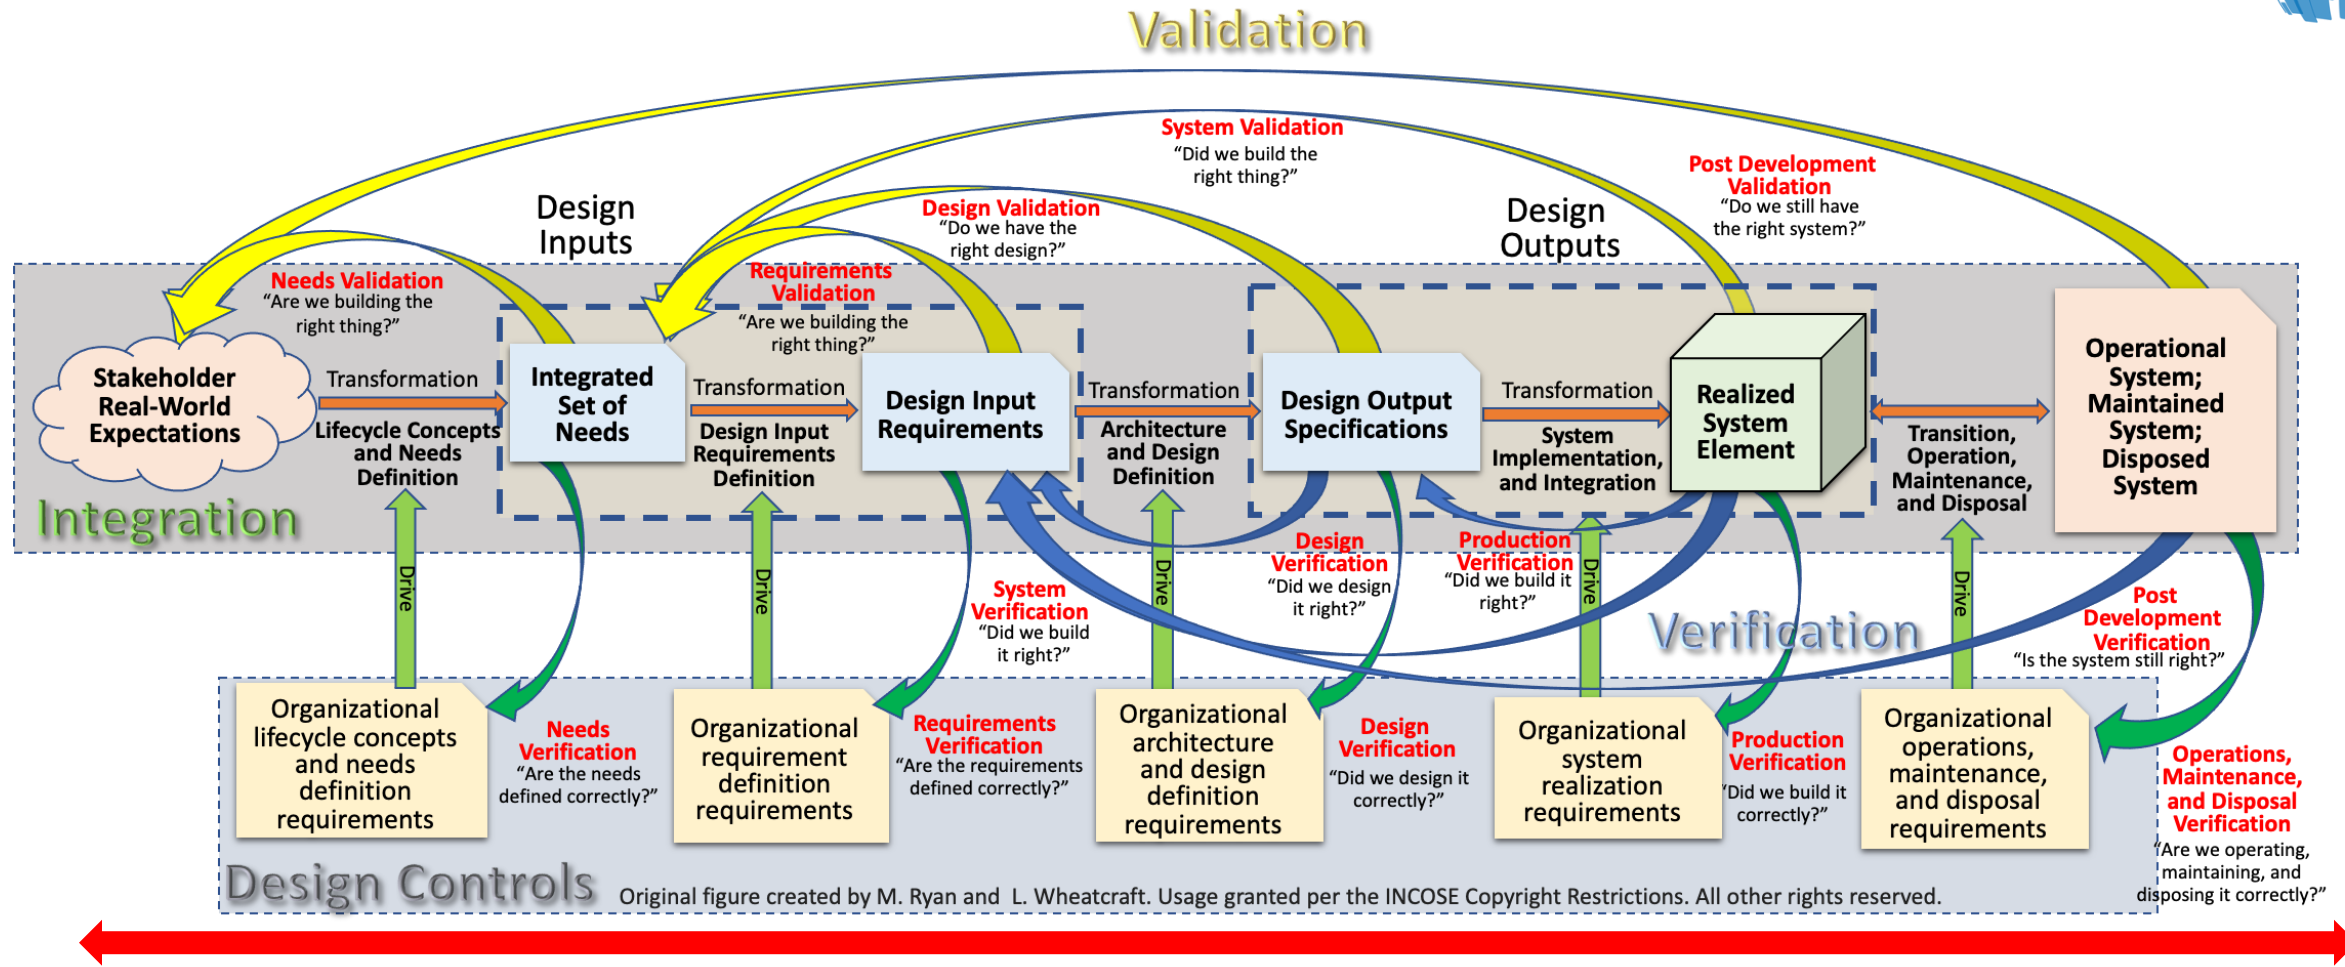 Validation
System Validation
“Did we build the
right thing?”
Post Development
Validation
“Do we still have
the right system?”
Design
Inputs
Design Validation
“Do we have the
right design?”
Design
Outputs
Needs Validation
“Are we building the
right thing?”
Requirements
Validation
“Are we building the
right thing?”
Stakeholder
Real-World
Expectations
Transformation
Lifecycle Concepts
and Needs
Definition
Integrated
Set of
Needs
Transformation
Design Input
Requirements
Definition
Design Input
Requirements
Transformation
Architecture
and Design
Definition
Design Output
Specifications
Transformation
System
Implementation,
and Integration
Realized
System
Element
Transition,
Operation,
Maintenance,
and Disposal
Operational
System;
Maintained
System;
Disposed
System
Integration
Drive
Drive
Drive
Drive
Drive
System
Verification
“Did we build
it right?”
Design
Verification
“Did we design
it right?”
Production
Verification
“Did we build it
right?”
Verification
Post
Development
Verification
“Is the system still right?”
Organizational
lifecycle concepts
and needs
definition
requirements
Needs
Verification
“Are the needs
defined correctly?”
Organizational
requirement
definition
requirements
Requirements
Verification
“Are the requirements
defined correctly?”
Organizational
architecture
and design
definition
requirements
Design
Verification
“Did we design it
correctly?”
Organizational
system
realization
requirements
Production
Verification
“Did we build it
correctly?”
Organizational
operations,
maintenance,
and disposal
requirements
Operations,
Maintenance,
and Disposal
Verification
“Are we operating,
maintaining, and
disposing it correctly?”
Design Controls
Original figure created by M. Ryan and L. Wheatcraft. Usage granted per the INCOSE Copyright Restrictions. All other rights reserved.